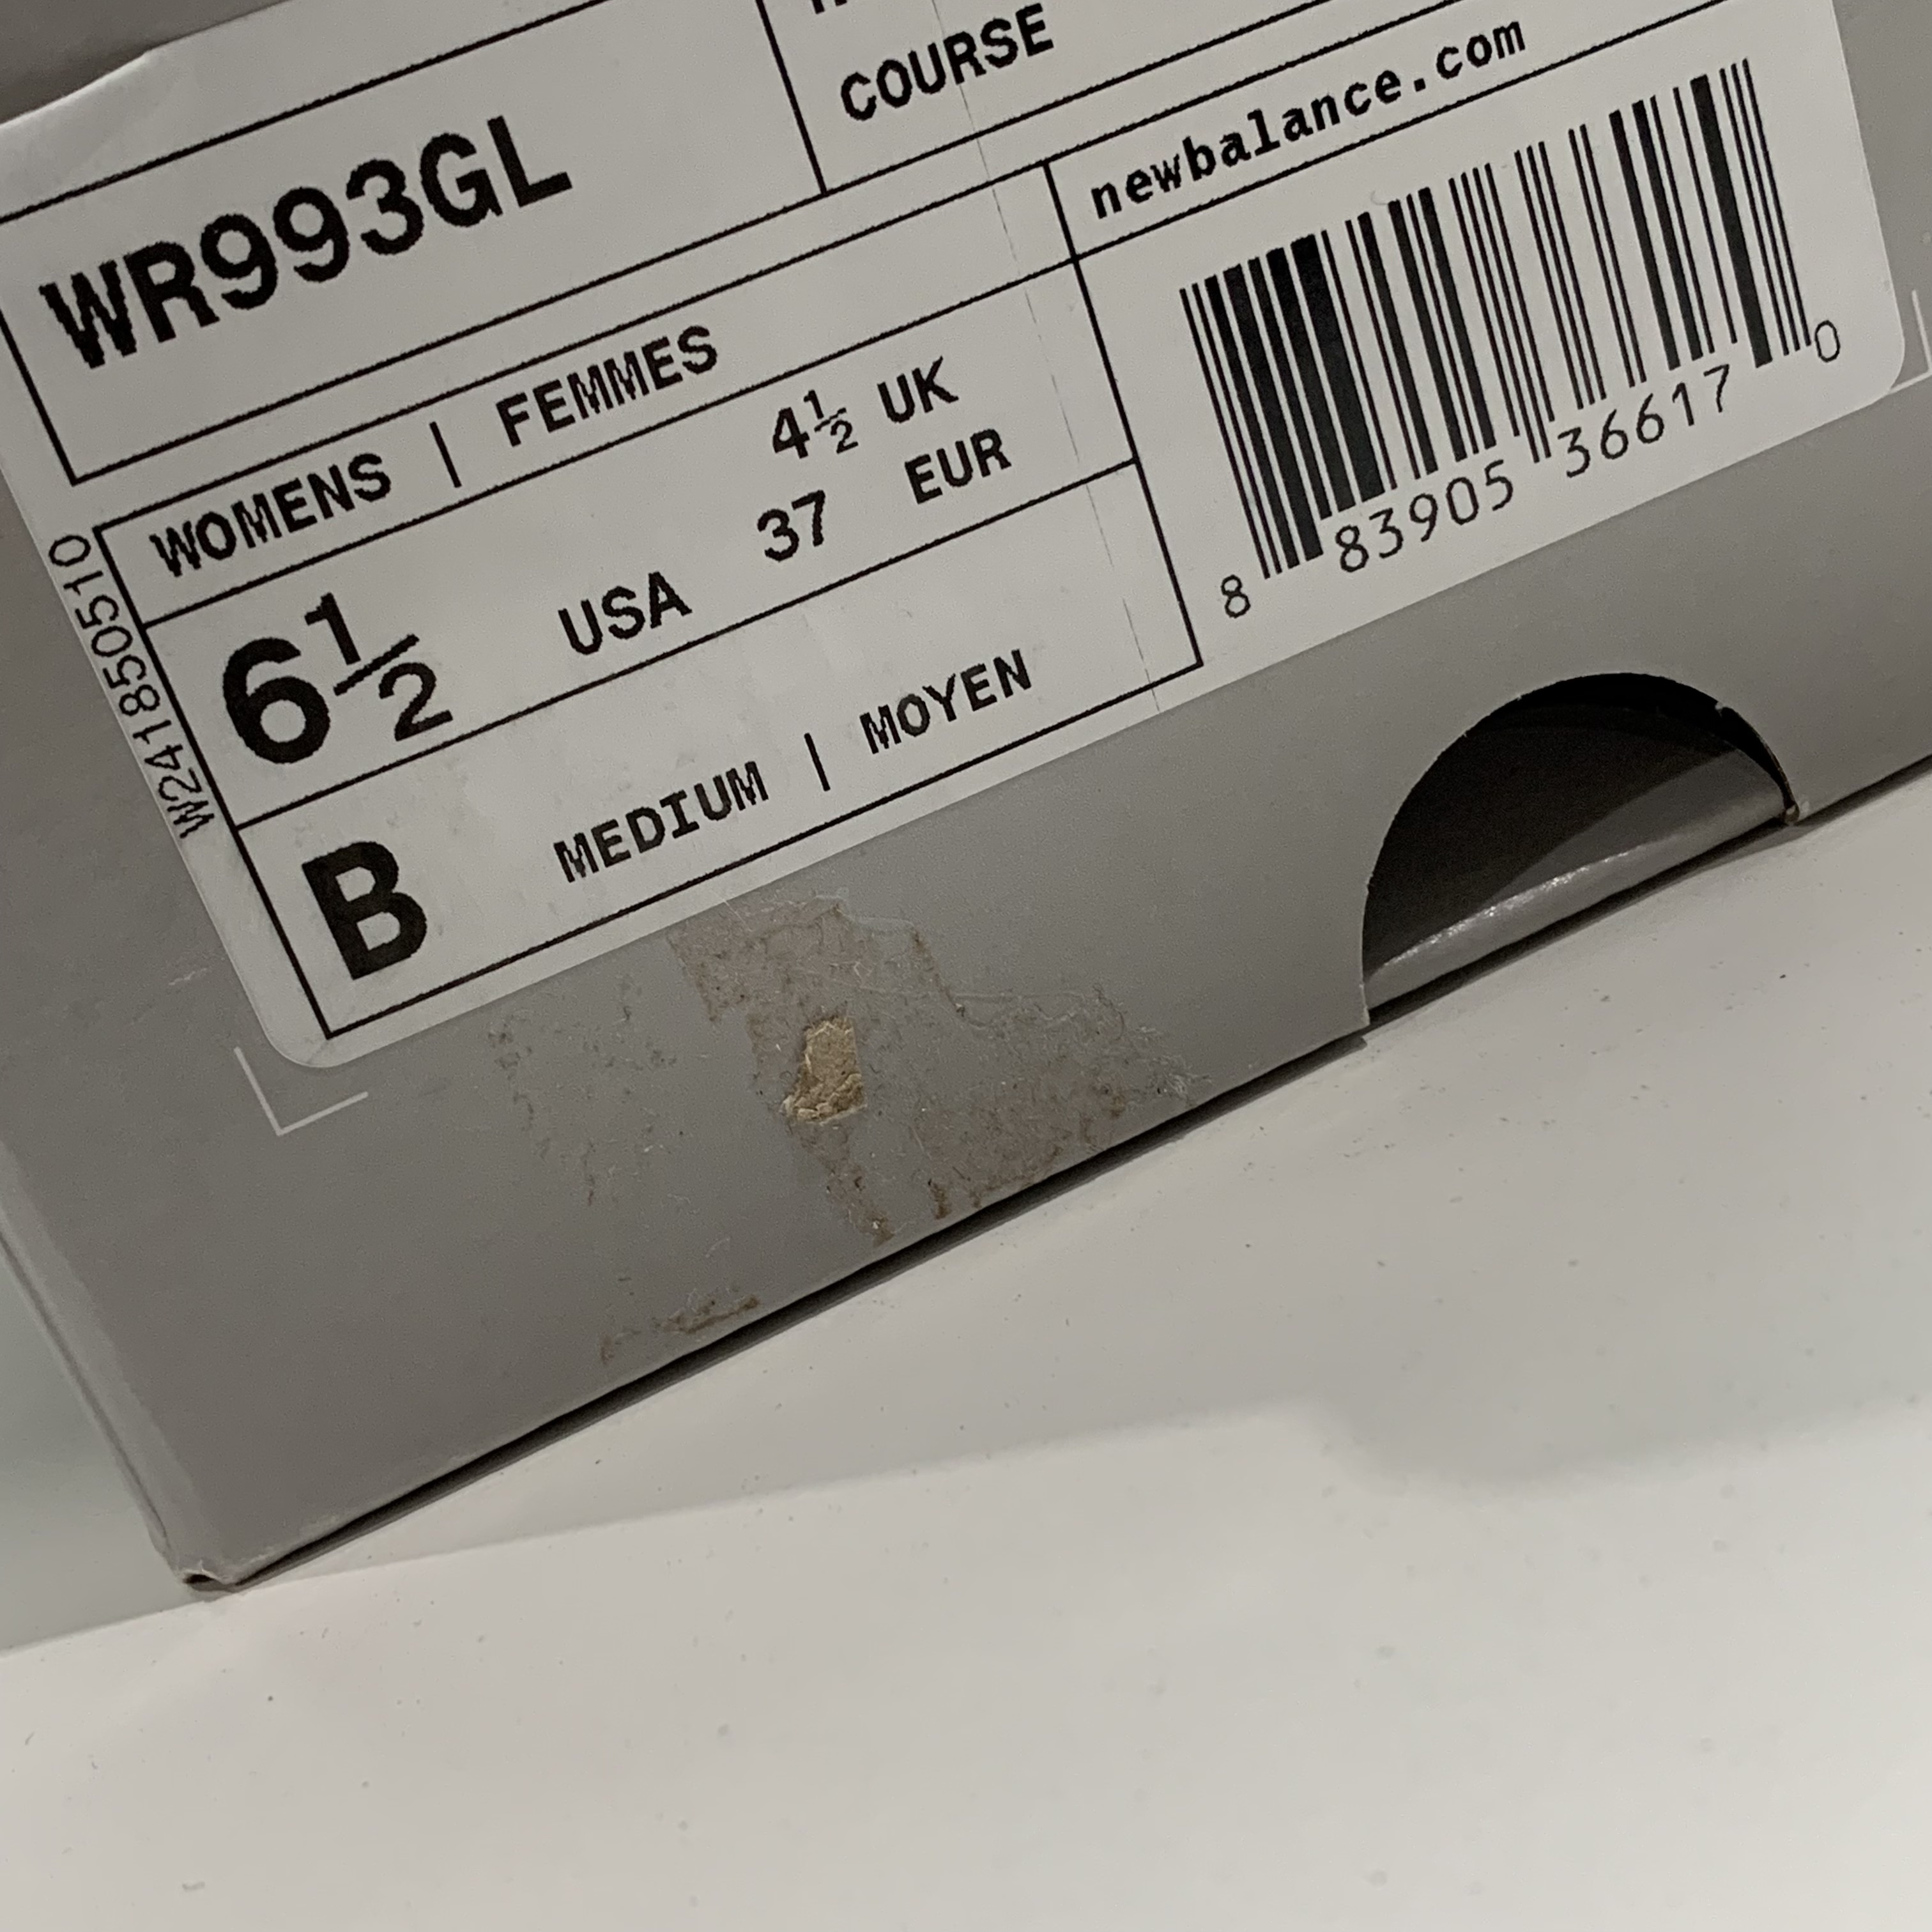 COURSE
WR993GL
newbalance.com
WOMENS | FEMMES
4½ UK
6½ USA 37 EUR
B MEDIUM | MOYEN
8 83905 36617 0
W2418550510